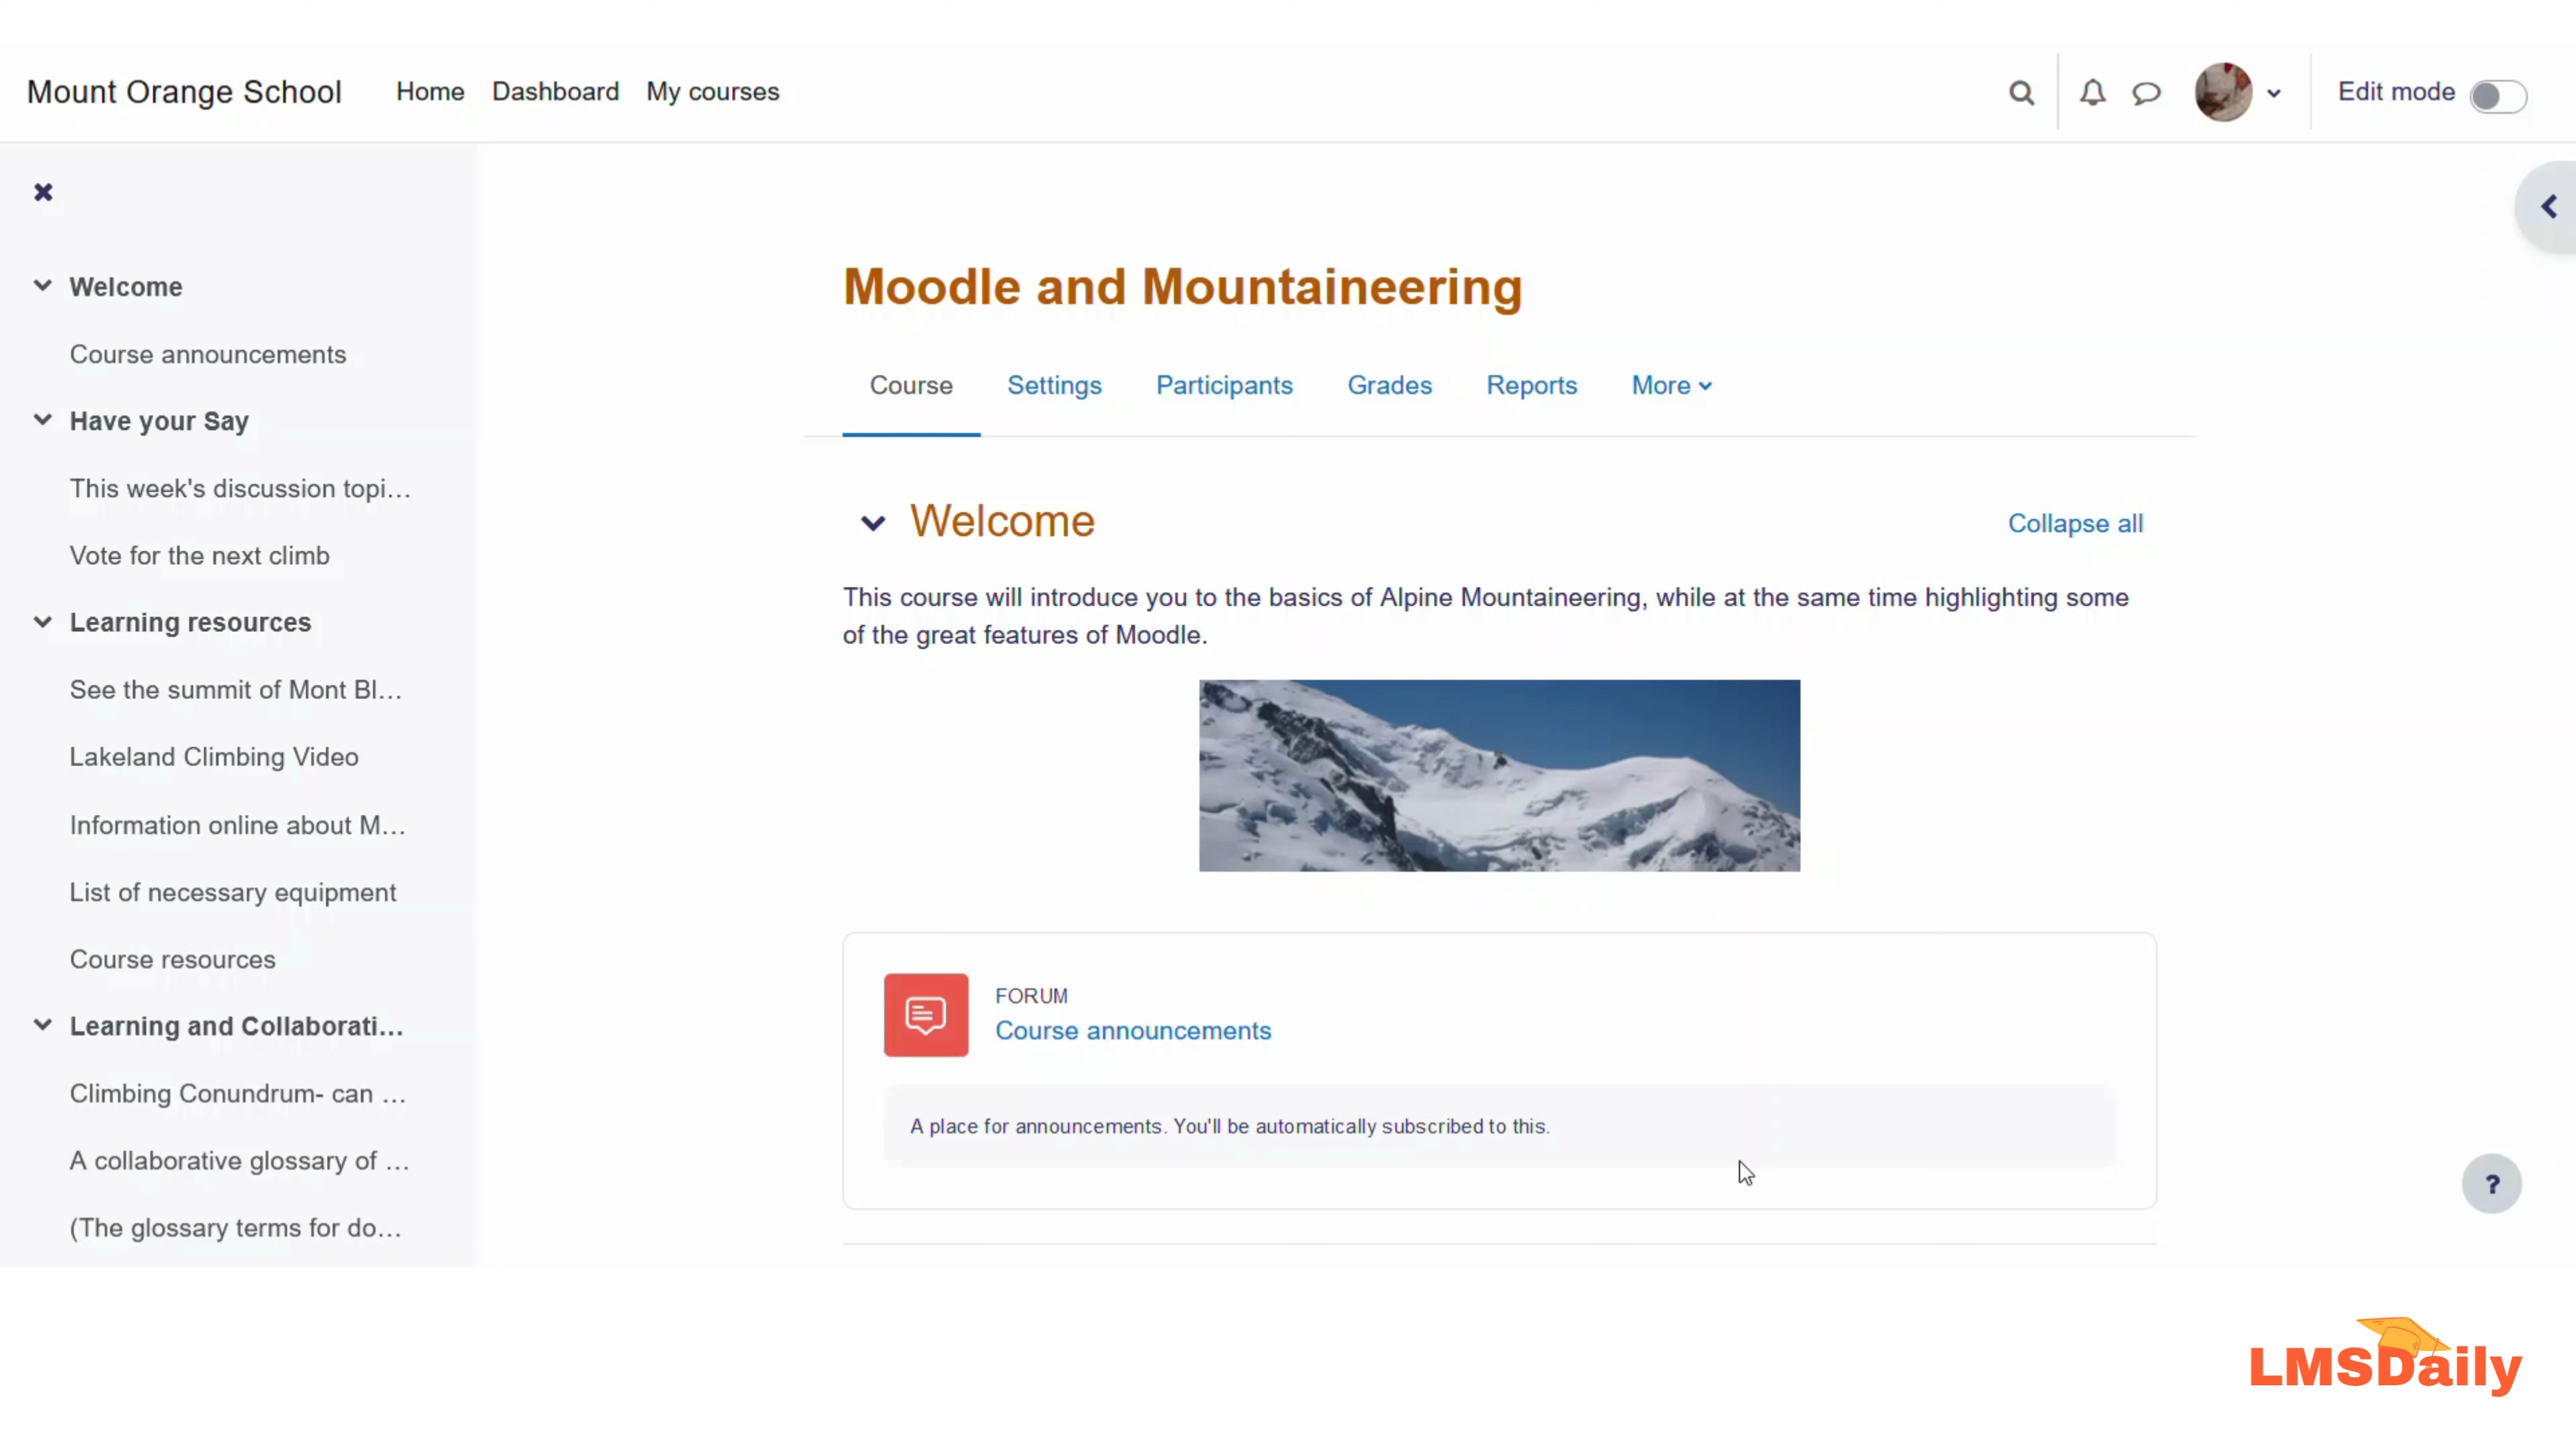 Mount Orange School
Home
Dashboard
My courses
Edit mode
Welcome
Course announcements
Have your Say
This week's discussion topi...
Vote for the next climb
Learning resources
See the summit of Mont Bl...
Lakeland Climbing Video
Information online about M...
List of necessary equipment
Course resources
Learning and Collaborati...
Climbing Conundrum- can ...
A collaborative glossary of ...
(The glossary terms for do...
Moodle and Mountaineering
Course
Settings
Participants
Grades
Reports
More
Welcome
Collapse all
This course will introduce you to the basics of Alpine Mountaineering, while at the same time highlighting some
of the great features of Moodle.
FORUM
Course announcements
A place for announcements. You'll be automatically subscribed to this.
?
LMSDaily